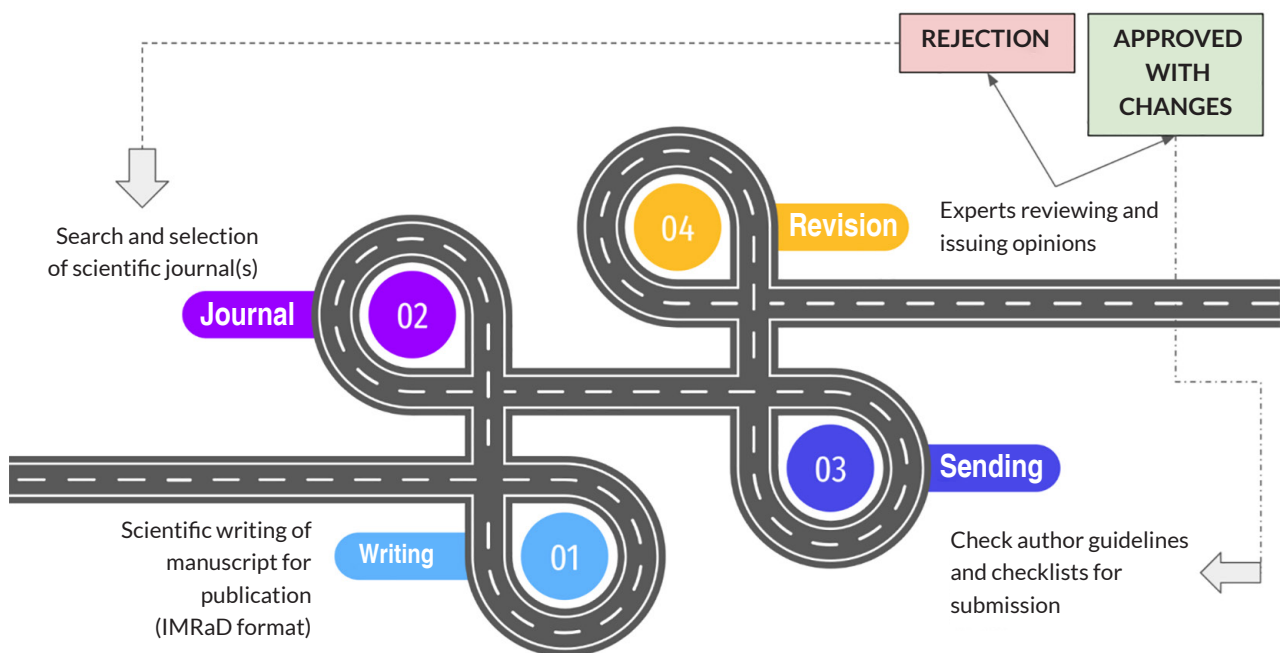 REJECTION
APPROVED
WITH
CHANGES
04
Revision
Experts reviewing and
issuing opinions
Search and selection
of scientific journal(s)
Journal
02
03
Sending
Scientific writing of
manuscript for
publication
(IMRaD format)
Writing
01
Check author guidelines
and checklists for
submission